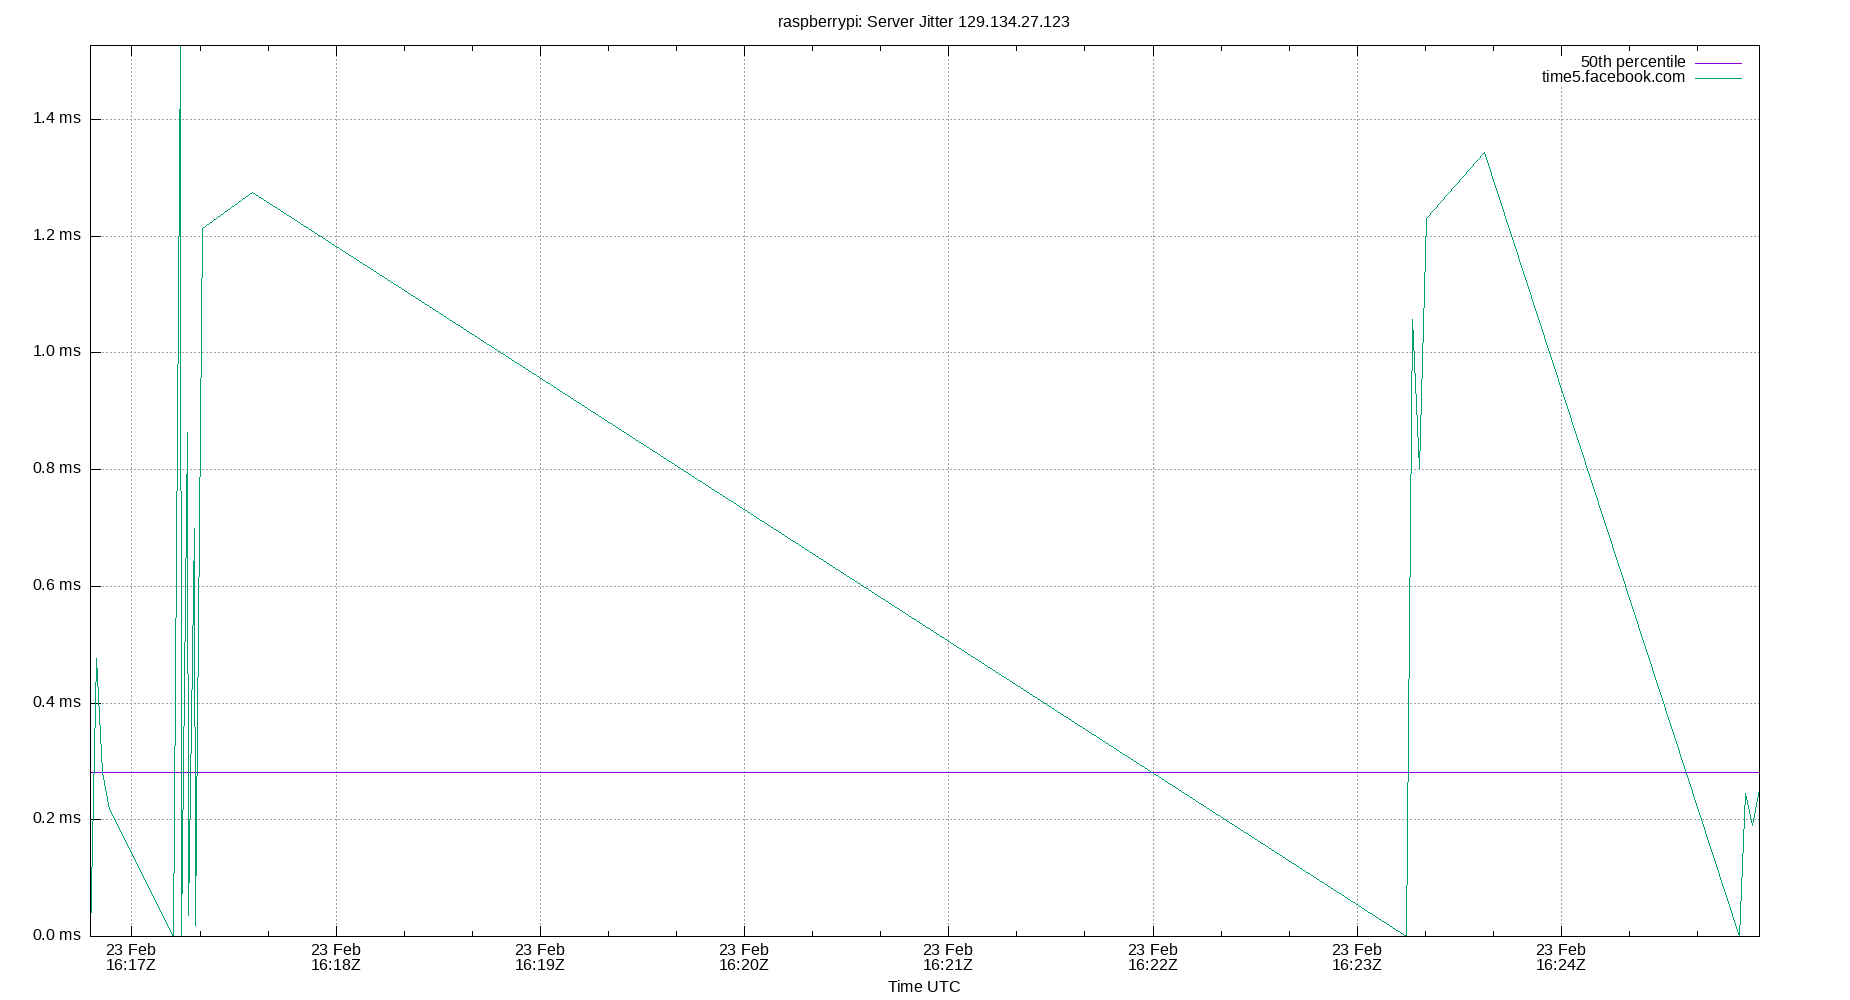 raspberrypi: Server Jitter 129.134.27.123
50th percentile
time5.facebook.com
1.4 ms
1.2 ms
1.0 ms
0.8 ms
0.6 ms
0.4 ms
0.2 ms
0.0 ms
23 Feb 23 Feb 23 Feb 23 Feb 23 Feb 23 Feb 23 Feb 23 Feb
16:17Z 16:18Z 16:19Z 16:20Z 16:21Z 16:22Z 16:23Z 16:24Z
Time UTC